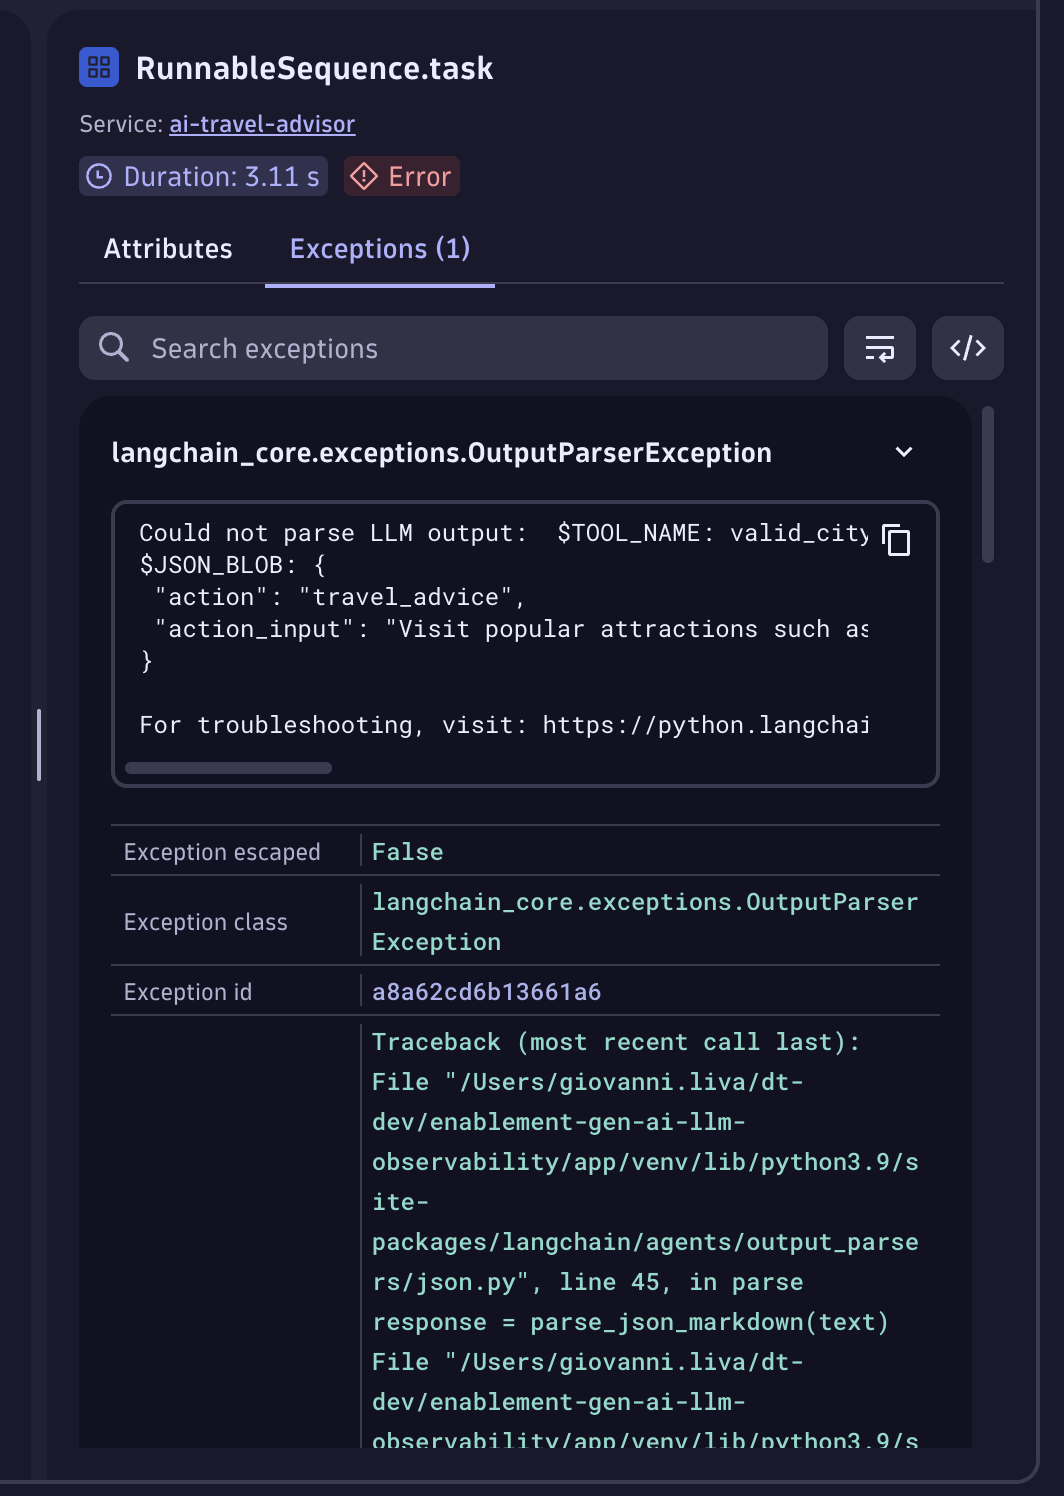 RunnableSequence.task
Service: ai-travel-advisor
Duration: 3.11 s
Error
Attributes
Exceptions (1)
Search exceptions
langchain_core.exceptions.OutputParserException
Could not parse LLM output:  $TOOL_NAME: valid_city
$JSON_BLOB: {
 "action": "travel_advice",
 "action_input": "Visit popular attractions such as
}
For troubleshooting, visit: https://python.langchai
Exception escaped
False
Exception class
langchain_core.exceptions.OutputParser
Exception
Exception id
a8a62cd6b13661a6
Traceback (most recent call last):
File "/Users/giovanni.liva/dt-
dev/enablement-gen-ai-llm-
observability/app/venv/lib/python3.9/s
ite-
packages/langchain/agents/output_parse
rs/json.py", line 45, in parse
response = parse_json_markdown(text)
File "/Users/giovanni.liva/dt-
dev/enablement-gen-ai-llm-
observability/app/venv/lib/python3.9/s